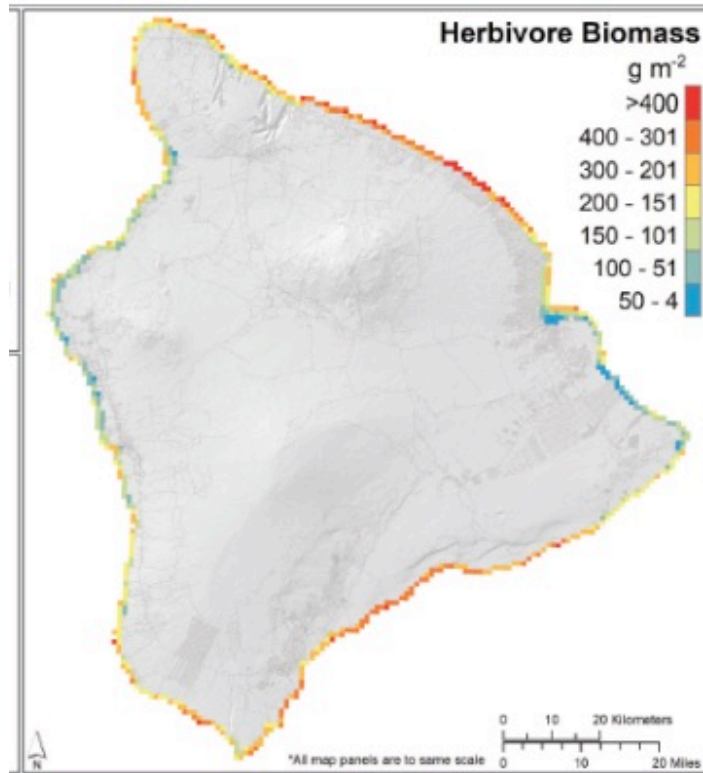 Herbivore Biomass
g m-2
>400
400 - 301
300 - 201
200 - 151
150 - 101
100 - 51
50 - 4
0 10 20 Kilometers
0 10 20 Miles
*All map panels are to same scale
N